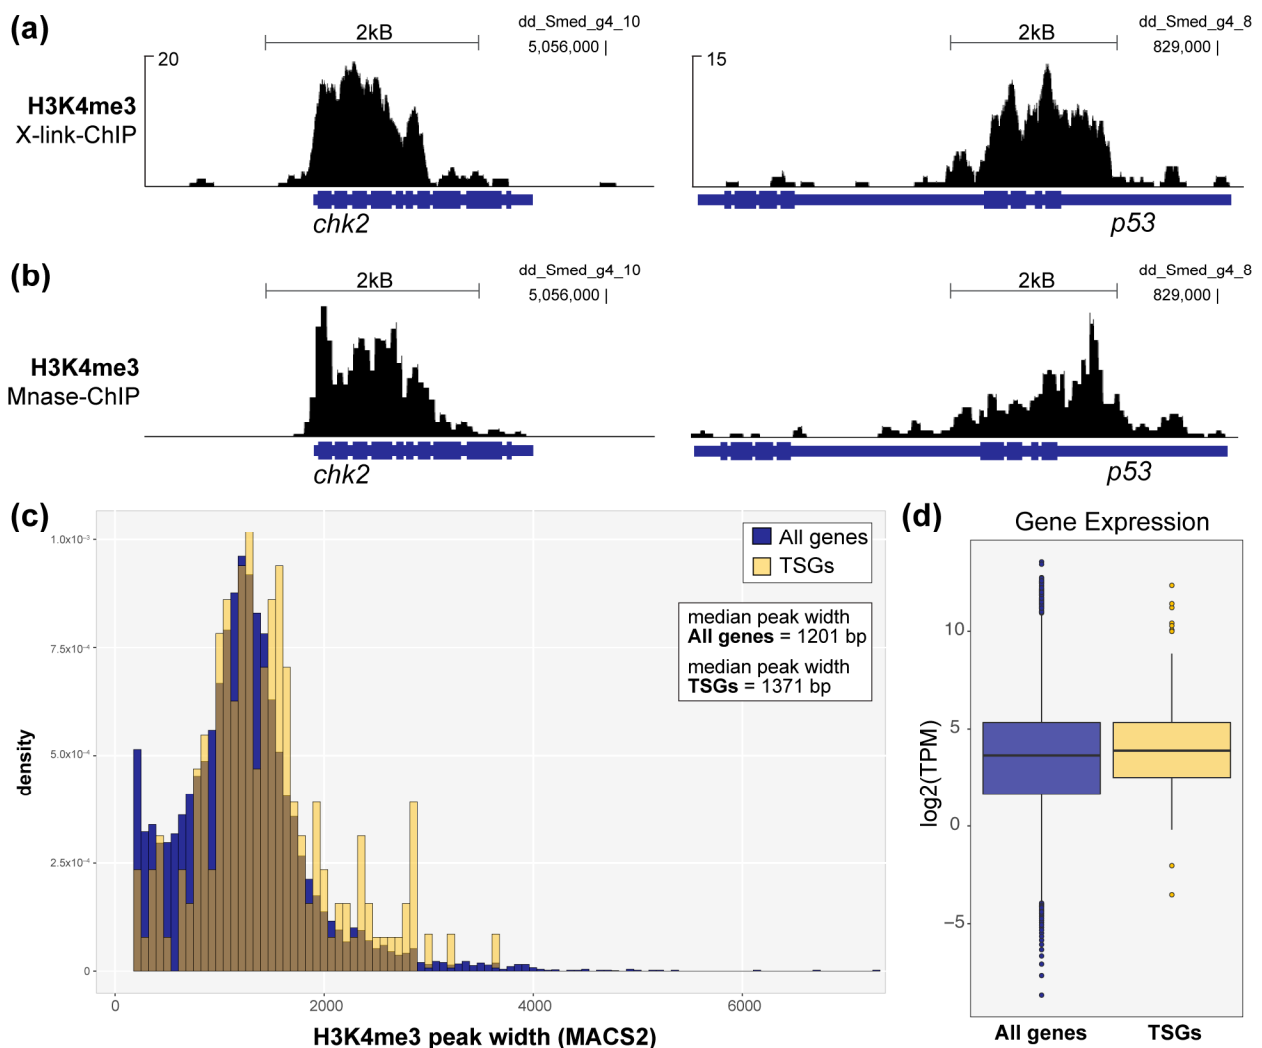 (a)
dd_Smed_g4_10
2kB
5,056,000
20
H3K4me3
X-link-ChIP
chk2
dd_Smed_g4_8
2kB
829,000
15
p53
(b)
dd_Smed_g4_10
2kB
5,056,000
H3K4me3
Mnase-ChIP
chk2
dd_Smed_g4_8
2kB
829,000
p53
(c)
1.0x10⁻³
7.5x10⁻⁴
5.0x10⁻⁴
2.5x10⁻⁴
0
density
All genes
TSGs
median peak width
All genes = 1201 bp
median peak width
TSGs = 1371 bp
0
2000
4000
6000
H3K4me3 peak width (MACS2)
(d)
Gene Expression
10
5
0
−5
log2(TPM)
All genes
TSGs